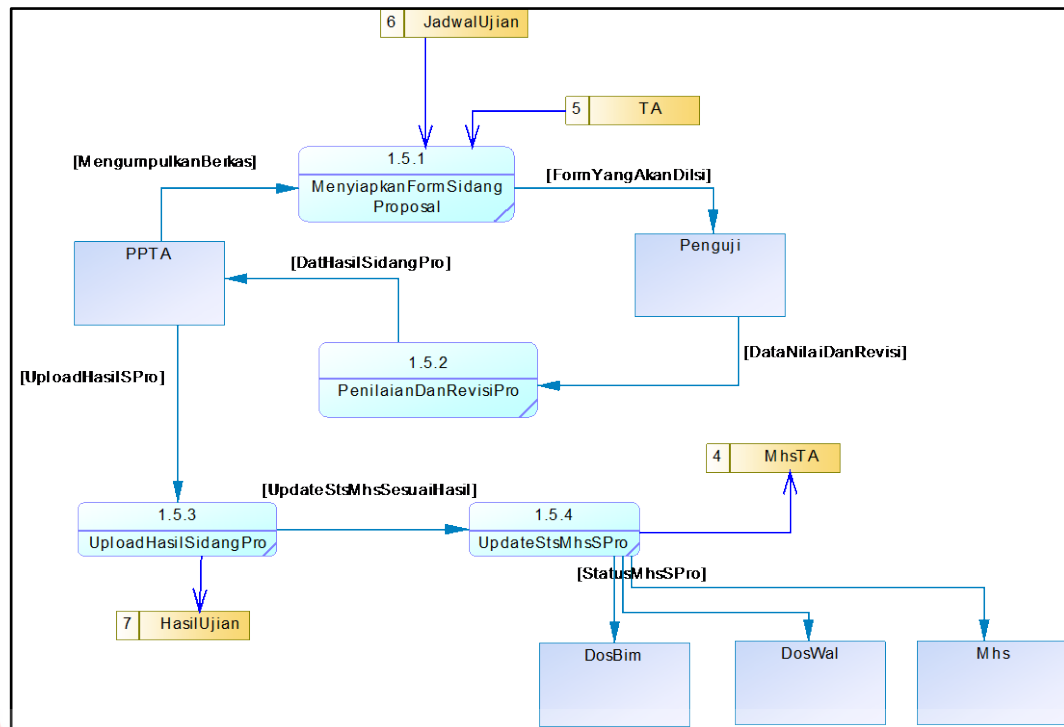 6 JadwalUjian
5 TA
[MengumpulkanBerkas]
1.5.1
MenyiapkanFormSidang
Proposal
[FormYangAkanDiIsi]
PPTA
Penguji
[DatHasilSidangPro]
[DataNilaiDanRevisi]
1.5.2
PenilaianDanRevisiPro
[UploadHasilSPro]
4 MhsTA
[UpdateStsMhsSesuaiHasil]
1.5.3
UploadHasilSidangPro
1.5.4
UpdateStsMhsSPro
[StatusMhsSPro]
7 HasilUjian
DosBim
DosWal
Mhs